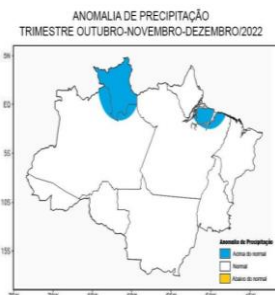 ANOMALIA DE PRECIPITAÇÃO
TRIMESTRE OUTUBRO-NOVEMBRO-DEZEMBRO/2022
5N
EQ
5S
10S
15S
Anomalia de Precipitação
Acima do normal
Normal
Abaixo do normal